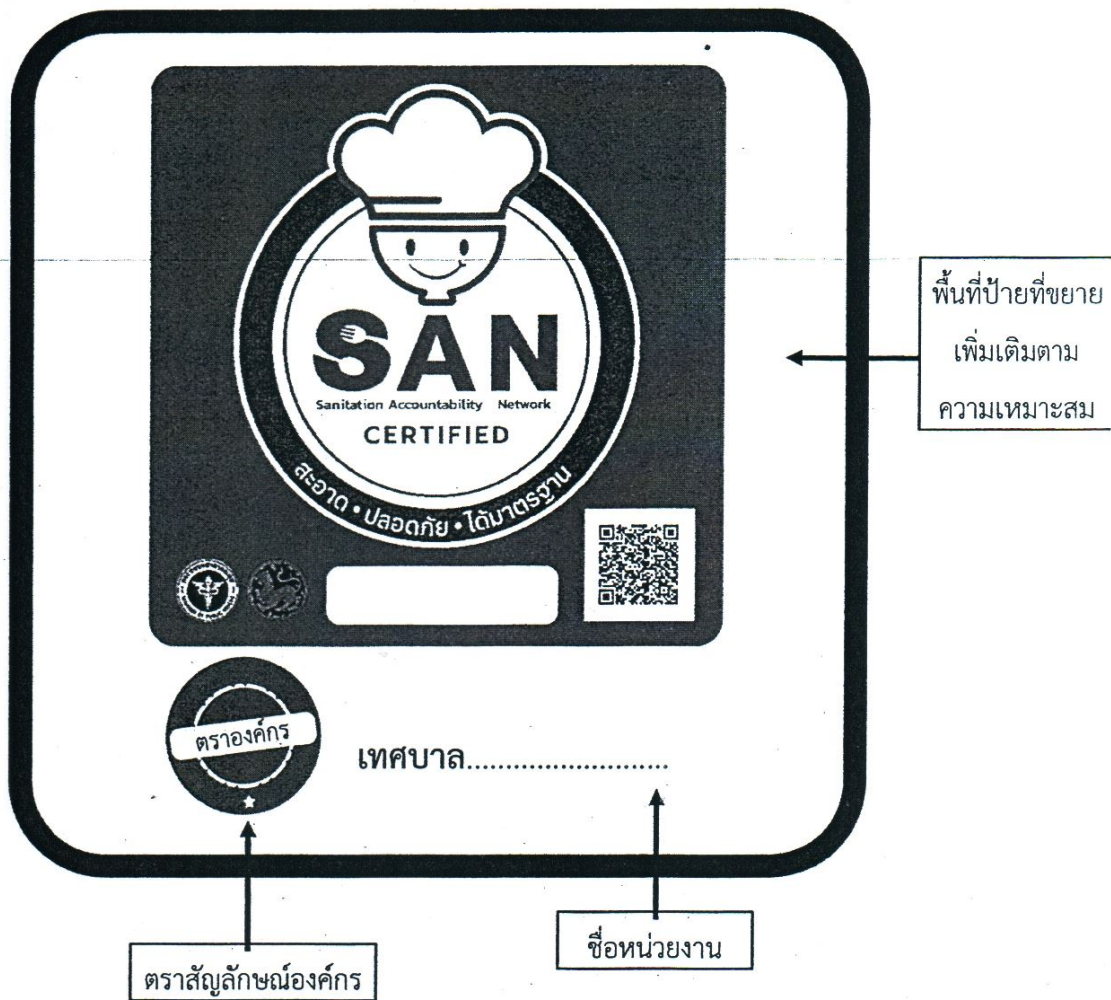 SAN
Sanitation Accountability Network
CERTIFIED
สะอาด • ปลอดภัย • ได้มาตรฐาน
ตราองค์กร
เทศบาล.........................
พื้นที่ป้ายที่ขยาย
เพิ่มเติมตาม
ความเหมาะสม
ชื่อหน่วยงาน
ตราสัญลักษณ์องค์กร